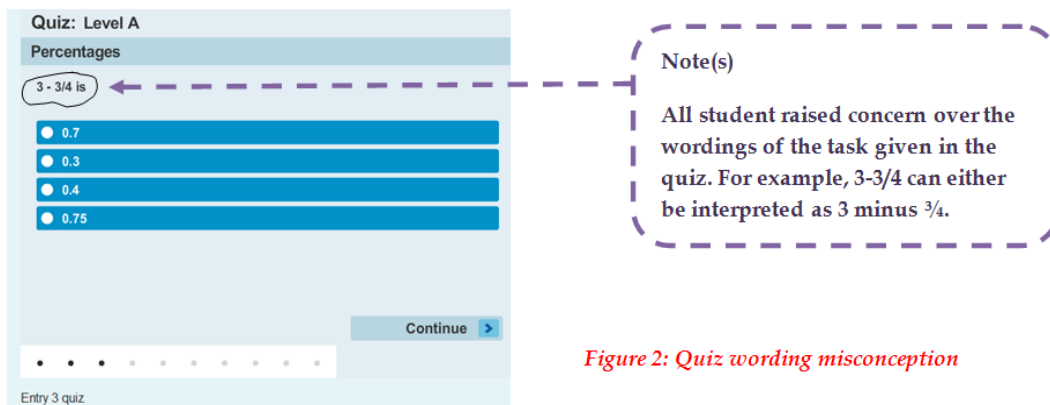 Quiz: Level A
Percentages
3 - 3/4 is
0.7
0.3
0.4
0.75
Continue
Entry 3 quiz
Note(s)
All student raised concern over the
wordings of the task given in the
quiz. For example, 3-3/4 can either
be interpreted as 3 minus ¾.
Figure 2: Quiz wording misconception